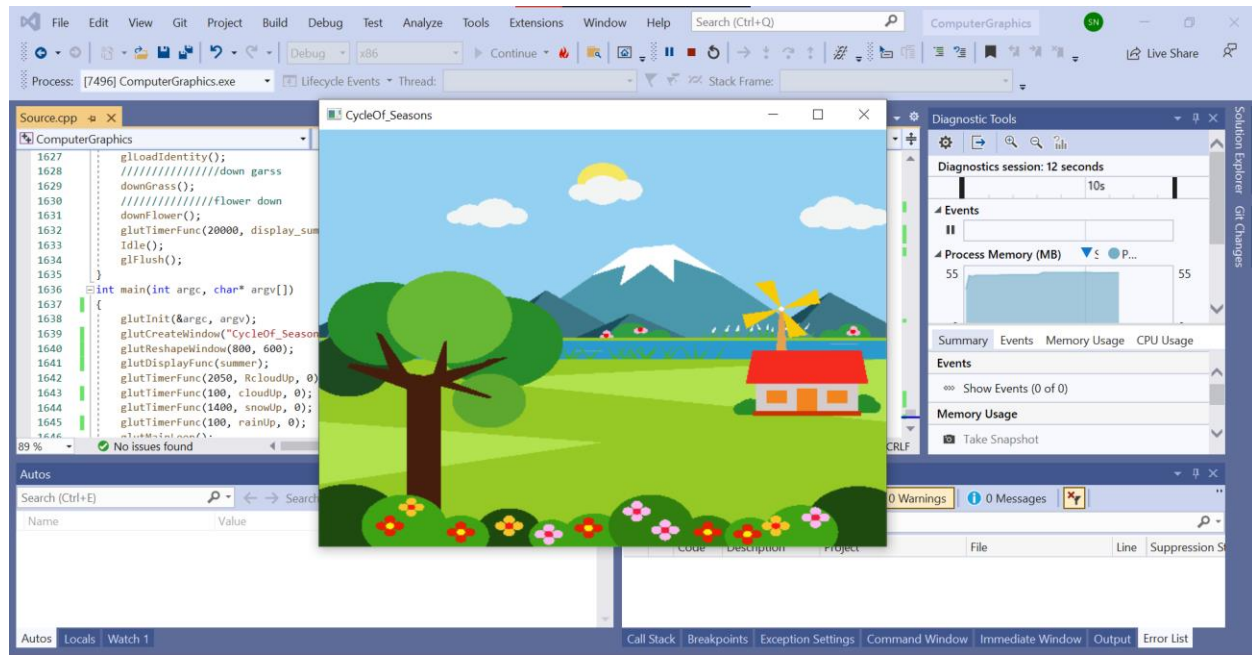 File Edit View Git Project Build Debug Test Analyze Tools Extensions Window Help Search (Ctrl+Q) ComputerGraphics SN
Debug x86 Continue Live Share
Process: [7496] ComputerGraphics.exe Lifecycle Events Thread: Stack Frame:
Source.cpp
ComputerGraphics
1627 glLoadIdentity();
1628 ////////////////down garss
1629 downGrass();
1630 ///////////////flower down
1631 downFlower();
1632 glutTimerFunc(20000, display_sum
1633 Idle();
1634 glFlush();
1635 }
1636 int main(int argc, char* argv[])
1637 {
1638 glutInit(&argc, argv);
1639 glutCreateWindow("CycleOf_Season
1640 glutReshapeWindow(800, 600);
1641 glutDisplayFunc(summer);
1642 glutTimerFunc(2050, RcloudUp, 0)
1643 glutTimerFunc(100, cloudUp, 0);
1644 glutTimerFunc(1400, snowUp, 0);
1645 glutTimerFunc(100, rainUp, 0);
89 % No issues found
CRLF
CycleOf_Seasons
Diagnostic Tools
Diagnostics session: 12 seconds
10s
Events
Process Memory (MB) S P...
55 55
Summary Events Memory Usage CPU Usage
Events
Show Events (0 of 0)
Memory Usage
Take Snapshot
Solution Explorer
Git Changes
Autos
Search (Ctrl+E) Search
Name Value
0 Warnings 0 Messages
Code Description Project File Line Suppression St
Autos Locals Watch 1
Call Stack Breakpoints Exception Settings Command Window Immediate Window Output Error List